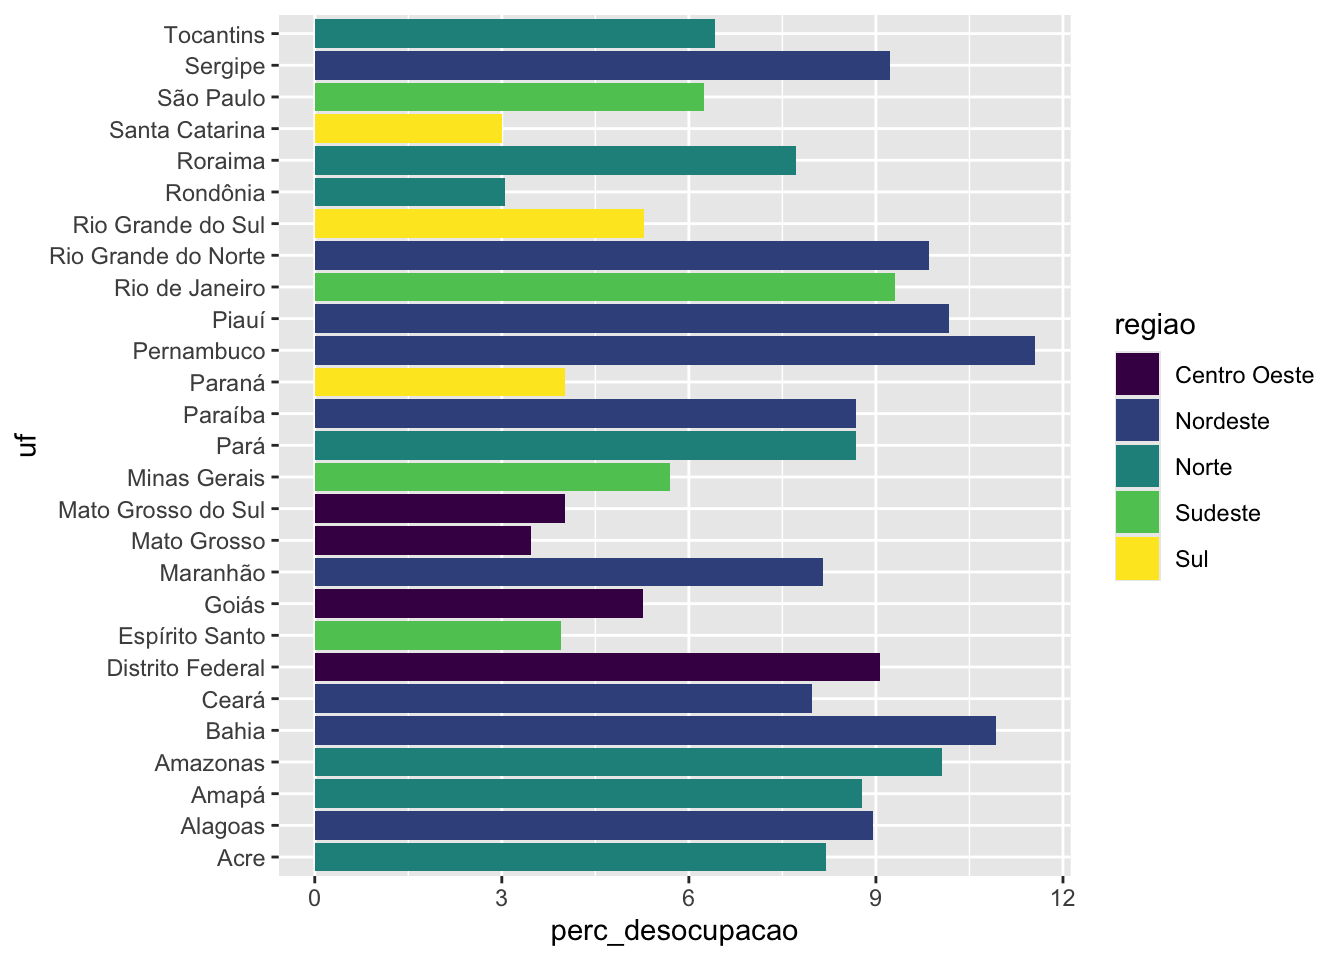 Tocantins
Sergipe
São Paulo
Santa Catarina
Roraima
Rondônia
Rio Grande do Sul
Rio Grande do Norte
Rio de Janeiro
Piauí
Pernambuco
Paraná
Paraíba
Pará
Minas Gerais
Mato Grosso do Sul
Mato Grosso
Maranhão
Goiás
Espírito Santo
Distrito Federal
Ceará
Bahia
Amazonas
Amapá
Alagoas
Acre
uf
0 3 6 9 12
perc_desocupacao
regiao
Centro Oeste
Nordeste
Norte
Sudeste
Sul